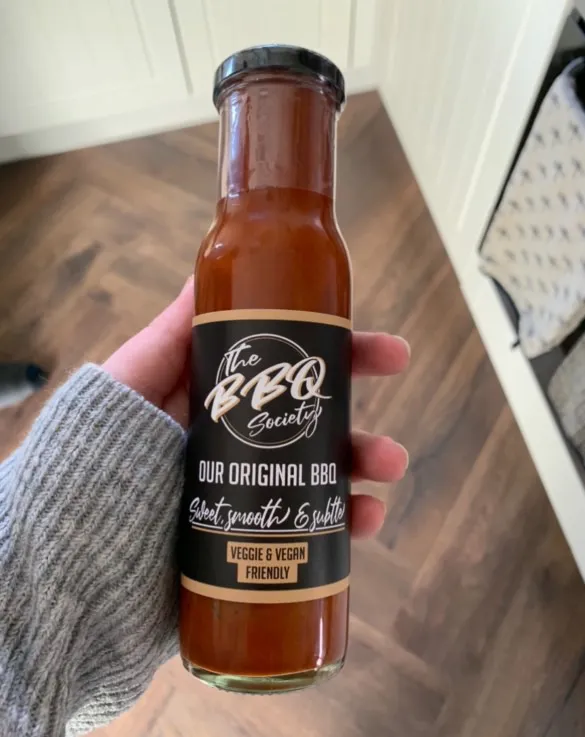 The
BBQ
Society
OUR ORIGINAL BBQ
Sweet, smooth & subtle
VEGGIE & VEGAN
FRIENDLY